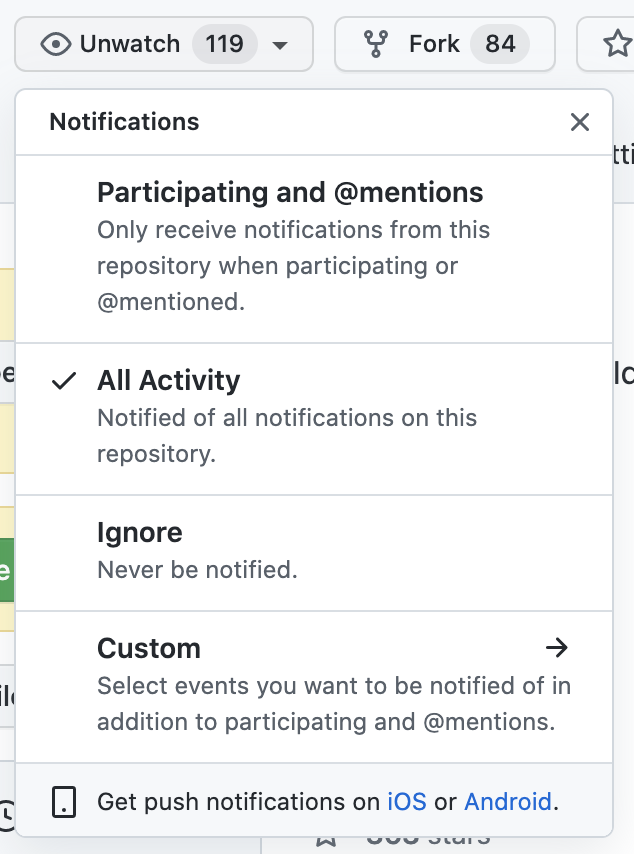 Unwatch 119 Fork 84
Notifications
Participating and @mentions
Only receive notifications from this
repository when participating or
@mentioned.
All Activity
Notified of all notifications on this
repository.
Ignore
Never be notified.
Custom
Select events you want to be notified of in
addition to participating and @mentions.
Get push notifications on iOS or Android.